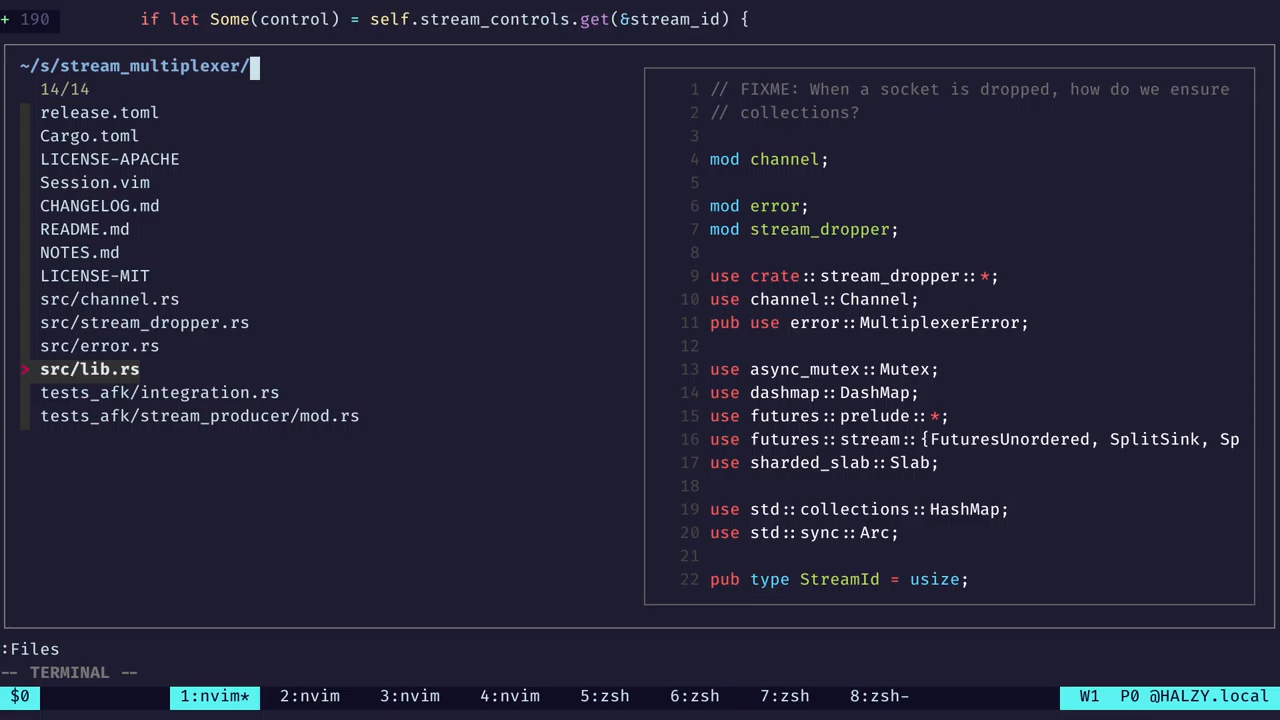 + 190 if let Some(control) = self.stream_controls.get(&stream_id) {
~/s/stream_multiplexer/
14/14
release.toml
Cargo.toml
LICENSE-APACHE
Session.vim
CHANGELOG.md
README.md
NOTES.md
LICENSE-MIT
src/channel.rs
src/stream_dropper.rs
src/error.rs
> src/lib.rs
tests_afk/integration.rs
tests_afk/stream_producer/mod.rs
1 // FIXME: When a socket is dropped, how do we ensure
2 // collections?
3
4 mod channel;
5
6 mod error;
7 mod stream_dropper;
8
9 use crate::stream_dropper::*;
10 use channel::Channel;
11 pub use error::MultiplexerError;
12
13 use async_mutex::Mutex;
14 use dashmap::DashMap;
15 use futures::prelude::*;
16 use futures::stream::{FuturesUnordered, SplitSink, Sp
17 use sharded_slab::Slab;
18
19 use std::collections::HashMap;
20 use std::sync::Arc;
21
22 pub type StreamId = usize;
:Files
-- TERMINAL --
$0 1:nvim* 2:nvim 3:nvim 4:nvim 5:zsh 6:zsh 7:zsh 8:zsh- W1 P0 @HALZY.local